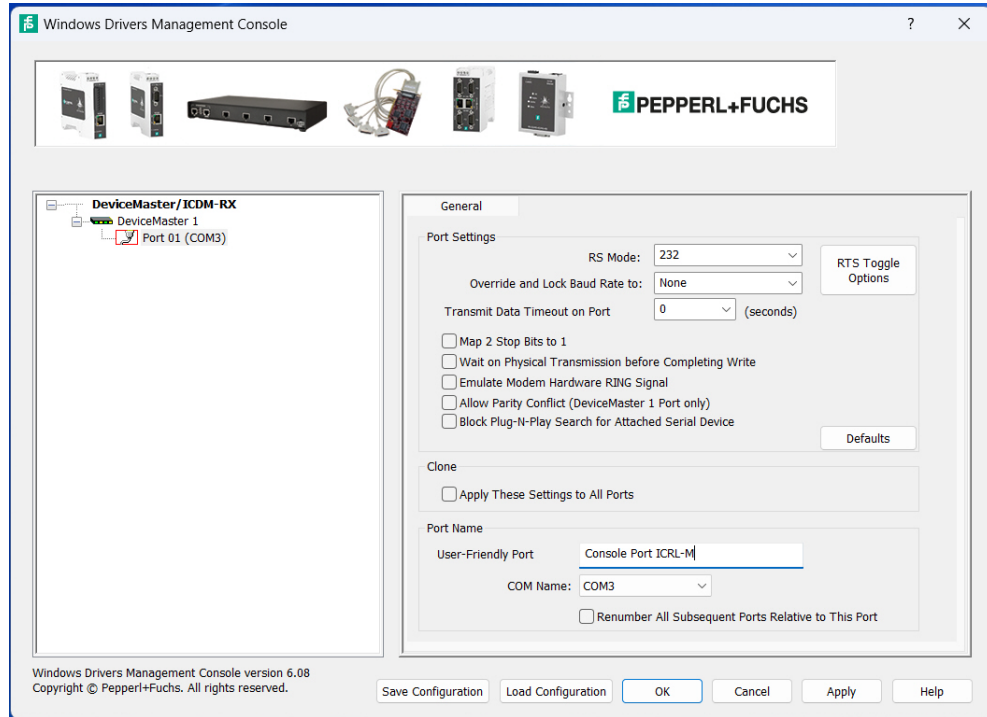 Windows Drivers Management Console
?
PEPPERL+FUCHS
DeviceMaster/ICDM-RX
DeviceMaster 1
Port 01 (COM3)
General
Port Settings
RS Mode: 232
RTS Toggle Options
Override and Lock Baud Rate to: None
Transmit Data Timeout on Port 0 (seconds)
Map 2 Stop Bits to 1
Wait on Physical Transmission before Completing Write
Emulate Modem Hardware RING Signal
Allow Parity Conflict (DeviceMaster 1 Port only)
Block Plug-N-Play Search for Attached Serial Device
Defaults
Clone
Apply These Settings to All Ports
Port Name
User-Friendly Port Console Port ICRL-M
COM Name: COM3
Renumber All Subsequent Ports Relative to This Port
Windows Drivers Management Console version 6.08
Copyright © Pepperl+Fuchs. All rights reserved.
Save Configuration Load Configuration OK Cancel Apply Help